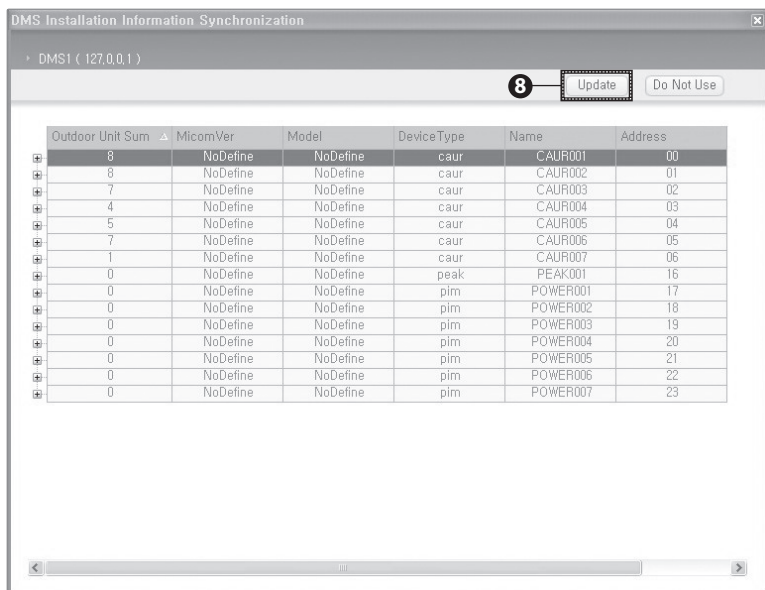 DMS Installation Information Synchronization
DMS1 ( 127,0,0,1 )
8 Update Do Not Use
Outdoor Unit Sum MicomVer Model DeviceType Name Address
8 NoDefine NoDefine caur CAUR001 00
8 NoDefine NoDefine caur CAUR002 01
7 NoDefine NoDefine caur CAUR003 02
4 NoDefine NoDefine caur CAUR004 03
5 NoDefine NoDefine caur CAUR005 04
7 NoDefine NoDefine caur CAUR006 05
1 NoDefine NoDefine caur CAUR007 06
0 NoDefine NoDefine peak PEAK001 16
0 NoDefine NoDefine pim POWER001 17
0 NoDefine NoDefine pim POWER002 18
0 NoDefine NoDefine pim POWER003 19
0 NoDefine NoDefine pim POWER004 20
0 NoDefine NoDefine pim POWER005 21
0 NoDefine NoDefine pim POWER006 22
0 NoDefine NoDefine pim POWER007 23